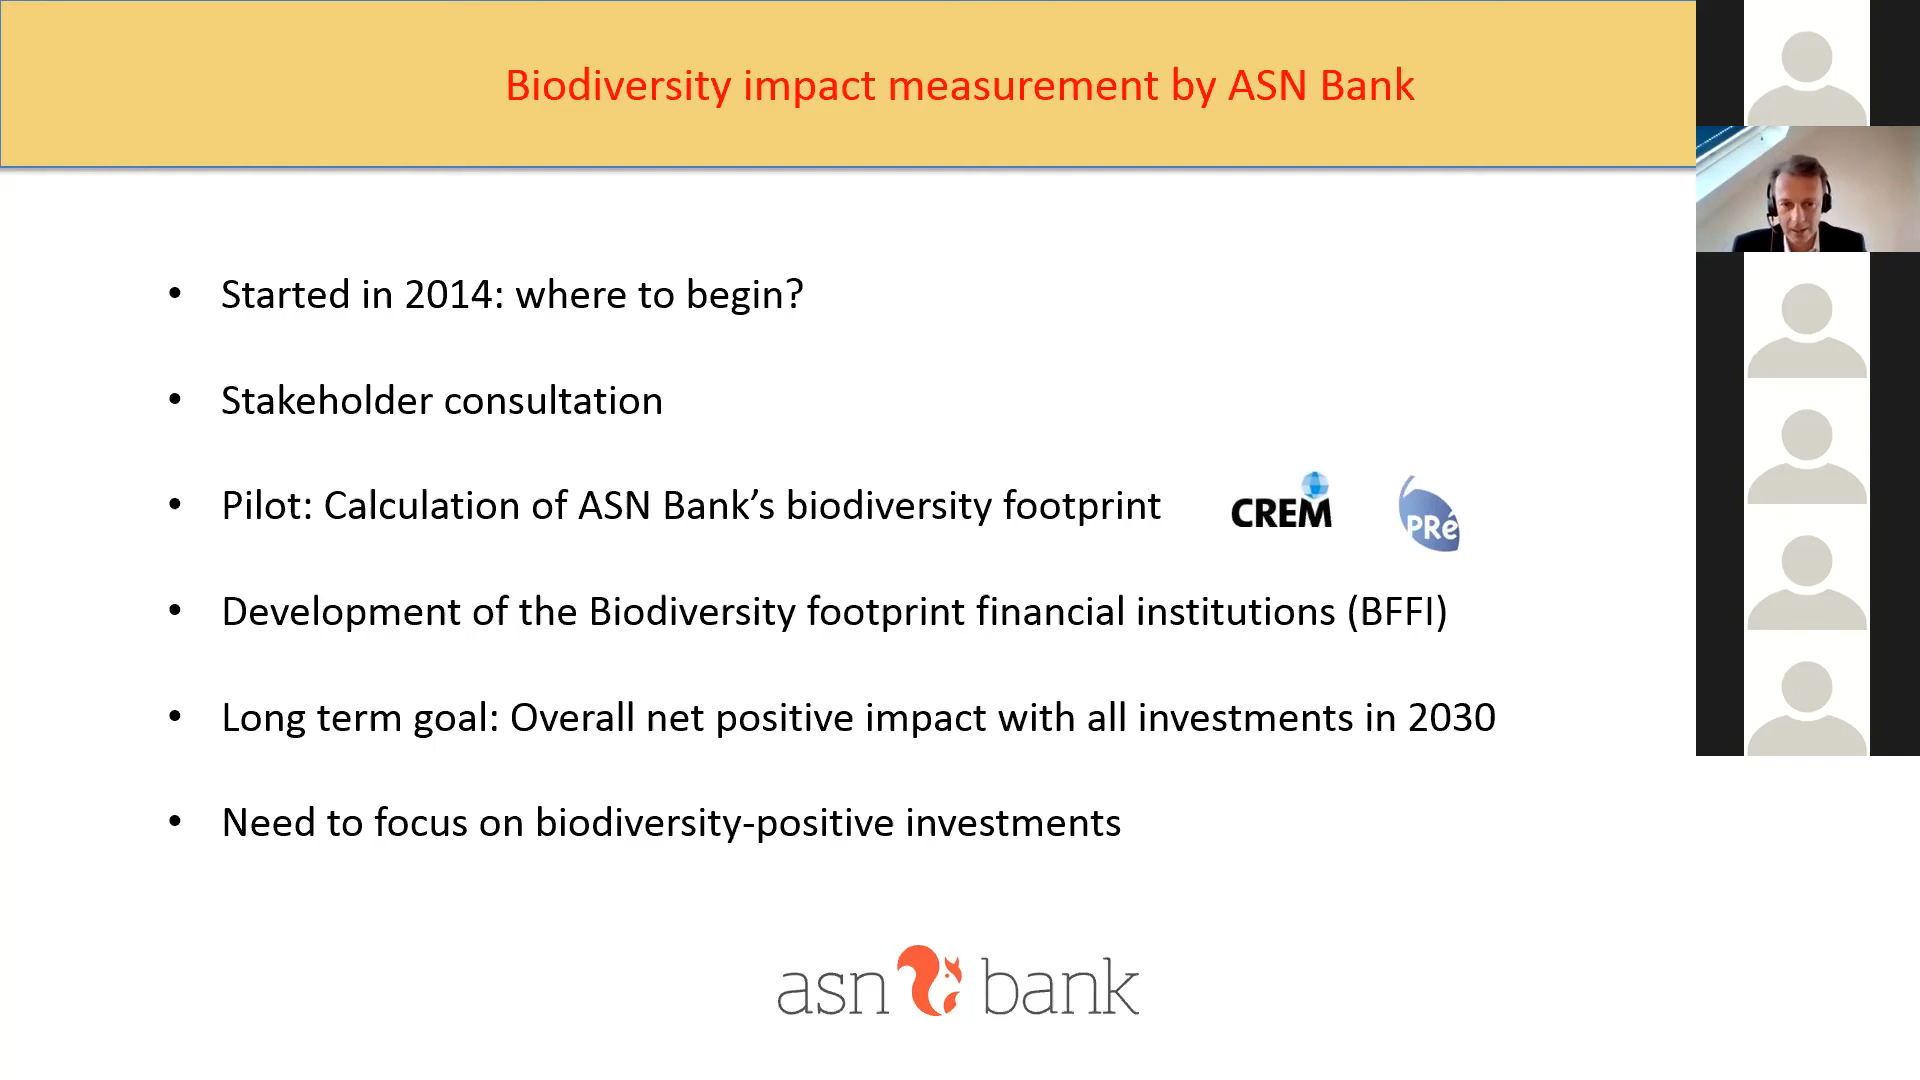 Biodiversity impact measurement by ASN Bank
• Started in 2014: where to begin?
• Stakeholder consultation
• Pilot: Calculation of ASN Bank’s biodiversity footprint
CREM
PRé
• Development of the Biodiversity footprint financial institutions (BFFI)
• Long term goal: Overall net positive impact with all investments in 2030
• Need to focus on biodiversity-positive investments
asn bank